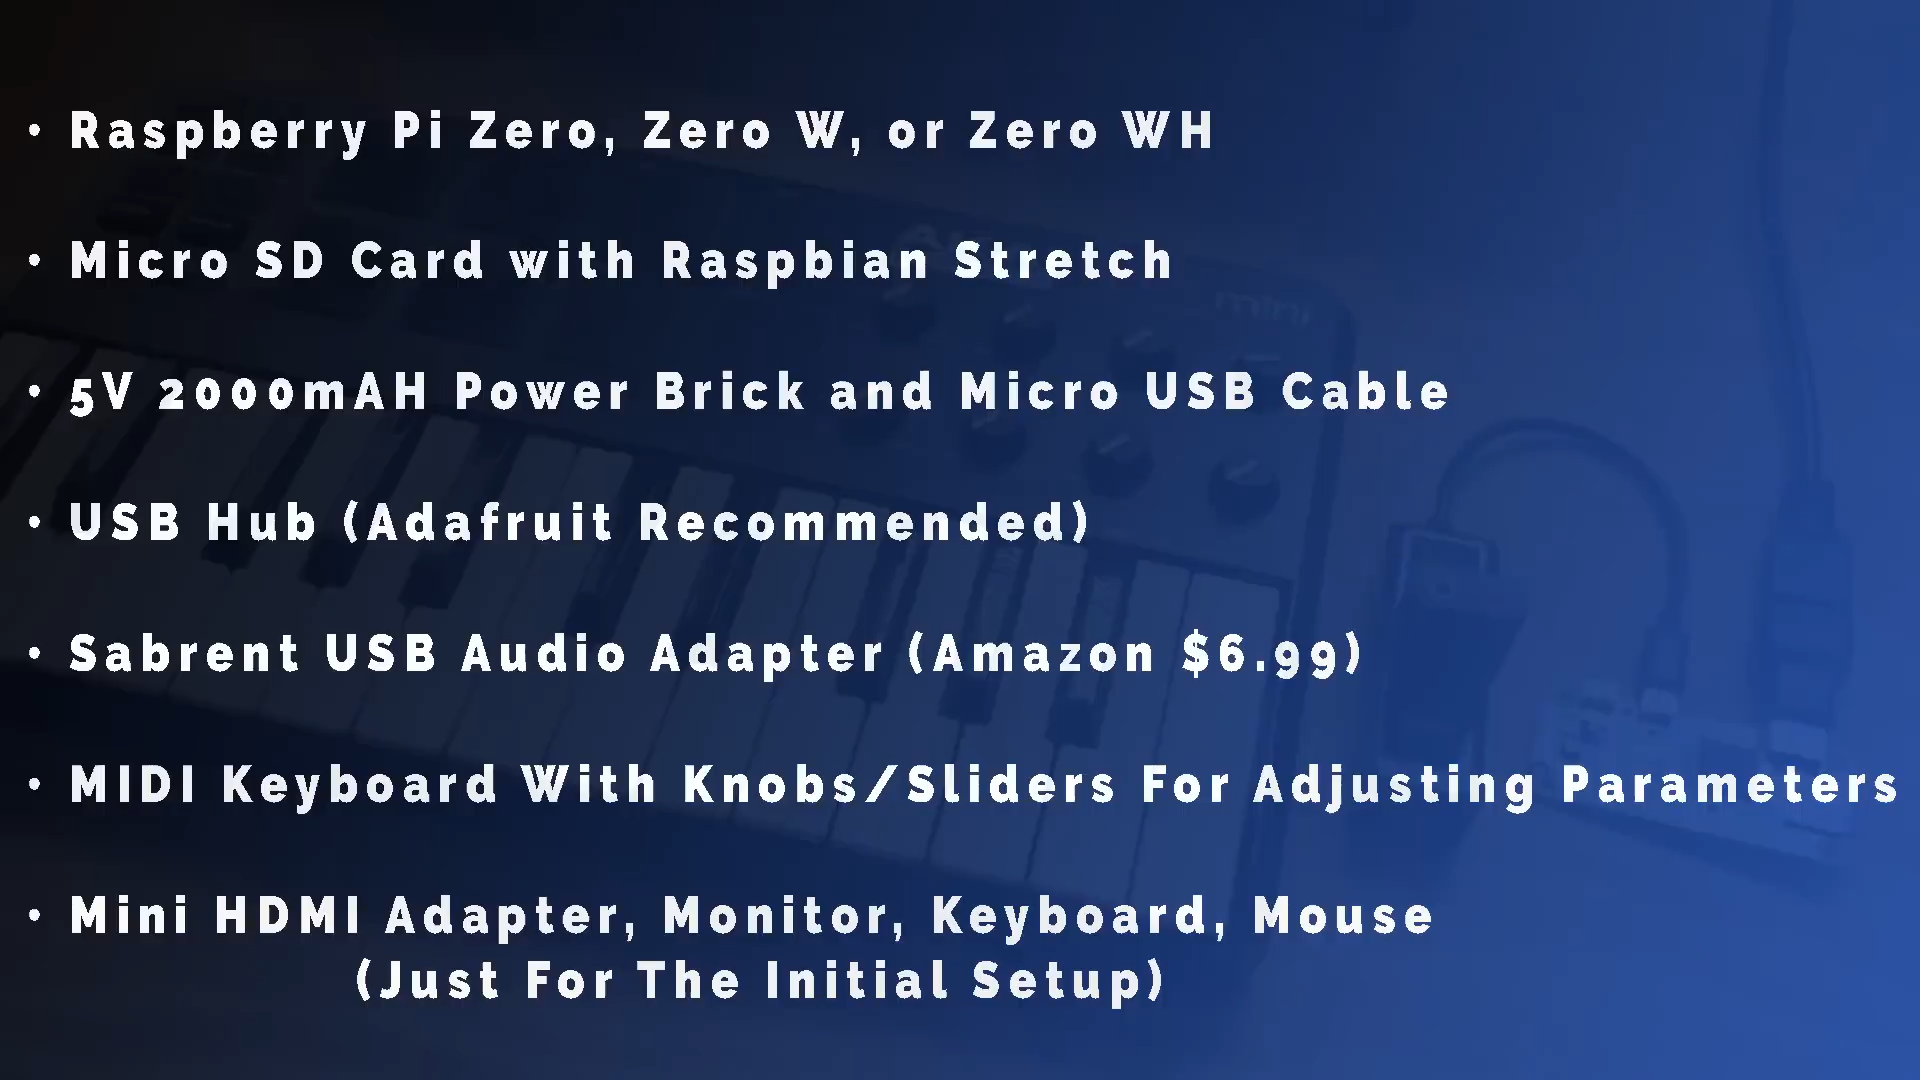 • Raspberry Pi Zero, Zero W, or Zero WH
• Micro SD Card with Raspbian Stretch
• 5V 2000mAH Power Brick and Micro USB Cable
• USB Hub (Adafruit Recommended)
• Sabrent USB Audio Adapter (Amazon $6.99)
• MIDI Keyboard With Knobs/Sliders For Adjusting Parameters
• Mini HDMI Adapter, Monitor, Keyboard, Mouse
(Just For The Initial Setup)
mini